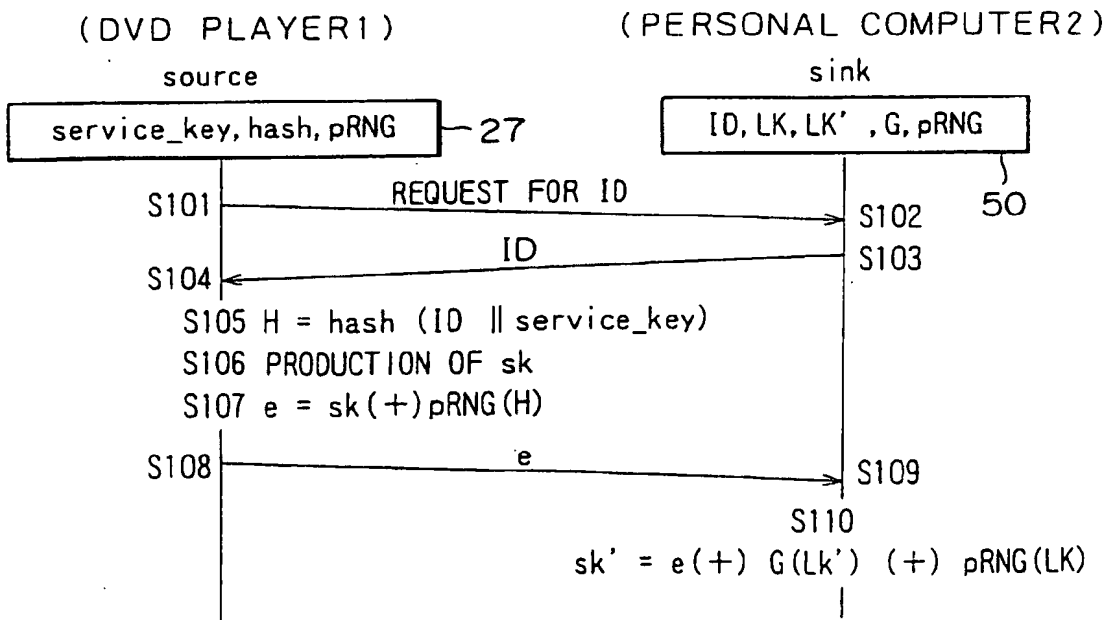 (DVD PLAYER1) (PERSONAL COMPUTER2)
source sink
service_key, hash, pRNG 27 ID, LK, LK' , G, pRNG
50
S101 REQUEST FOR ID S102
S104 ID S103
S105 H = hash (ID || service_key)
S106 PRODUCTION OF sk
S107 e = sk(+)pRNG(H)
S108 e S109
S110
sk' = e(+) G(Lk') (+) pRNG(LK)